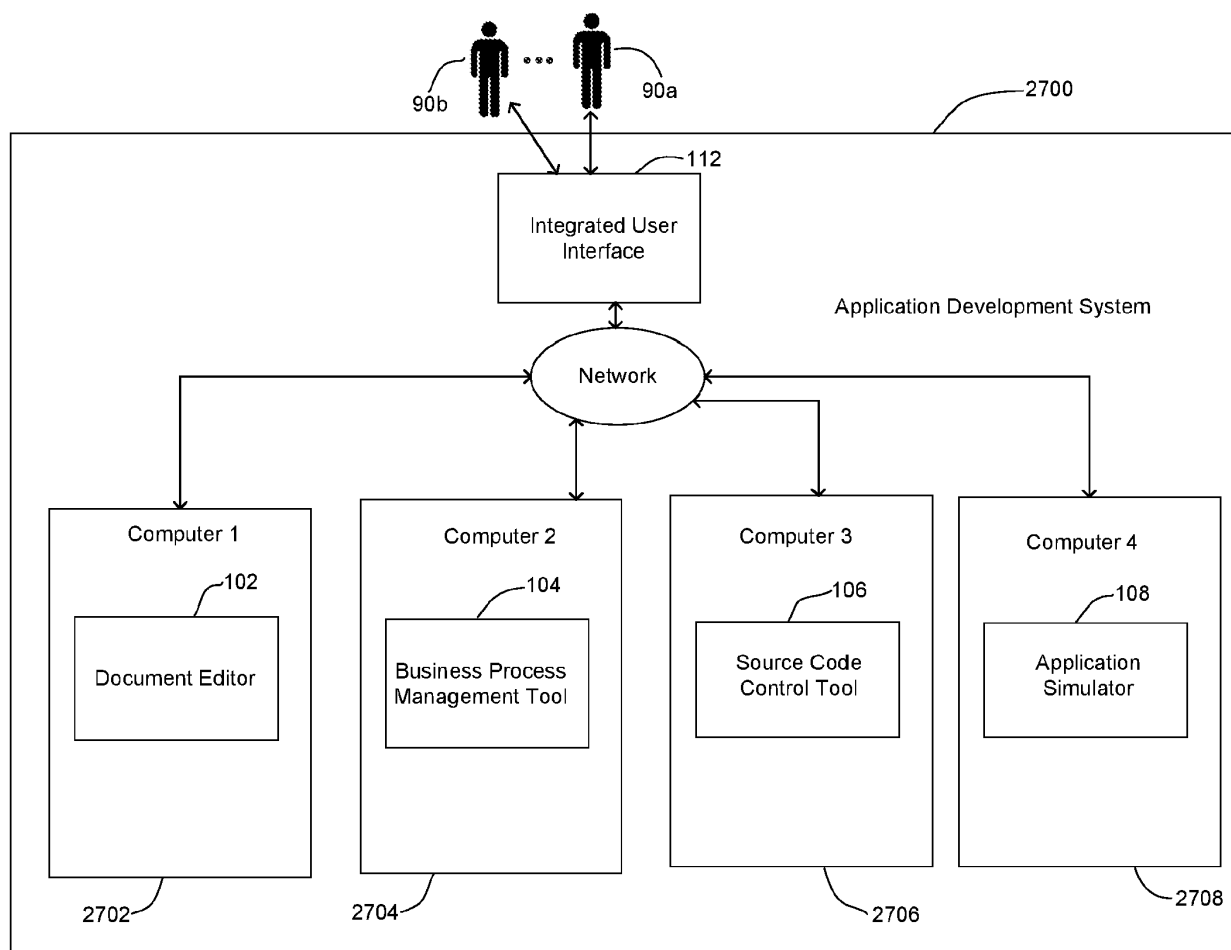 90b
90a
2700
112
Integrated User
Interface
Application Development System
Network
Computer 1
Computer 2
Computer 3
Computer 4
102
104
106
108
Document Editor
Business Process
Management Tool
Source Code
Control Tool
Application
Simulator
2702
2704
2706
2708